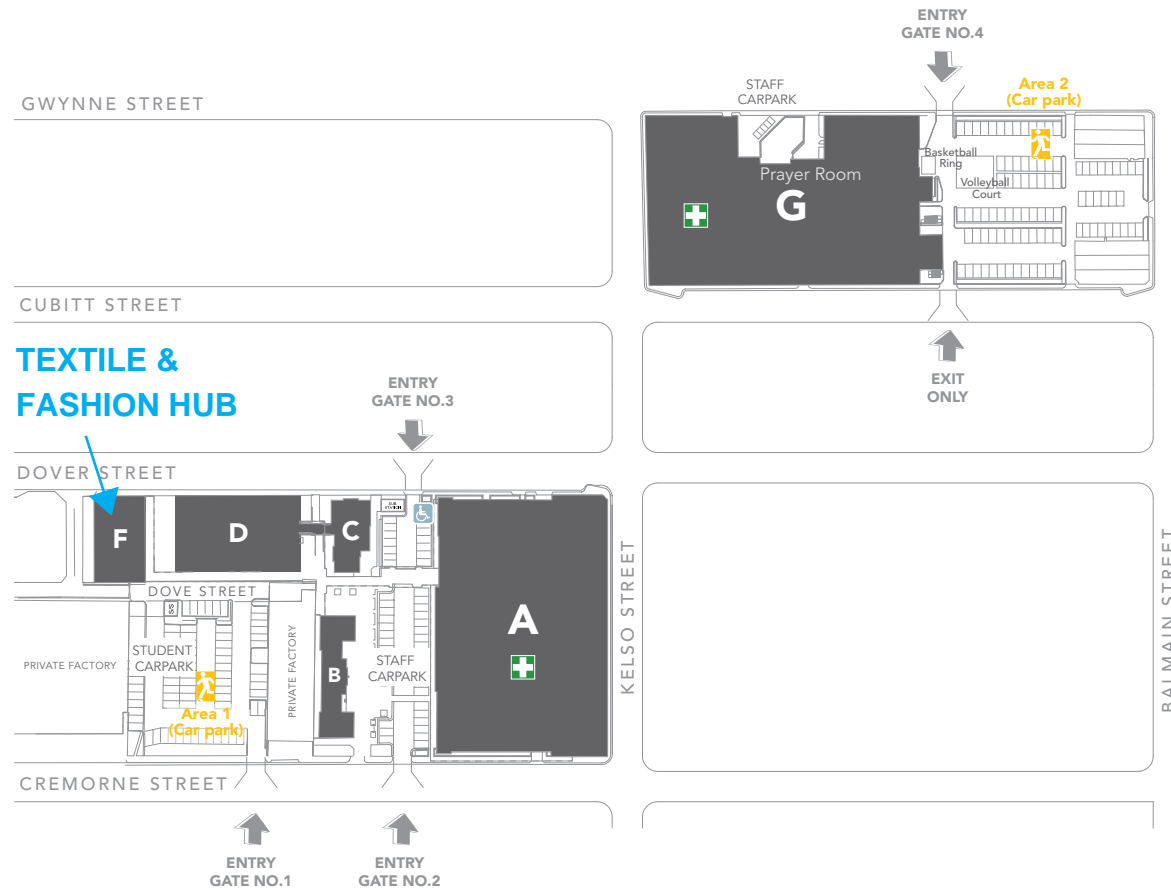 ENTRY
GATE NO.4
GWYNNE STREET
STAFF
CARPARK
Area 2
(Car park)
Basketball
Ring
Prayer Room
Volleyball
Court
G
CUBITT STREET
TEXTILE &
FASHION HUB
ENTRY
GATE NO.3
EXIT
ONLY
DOVER STREET
SUB
STATION
F
D
C
DOVE STREET
S/S
A
KELSO STREET
BALMAIN STREET
PRIVATE FACTORY
STUDENT
CARPARK
PRIVATE FACTORY
B
STAFF
CARPARK
Area 1
(Car park)
CREMORNE STREET
ENTRY
GATE NO.1
ENTRY
GATE NO.2